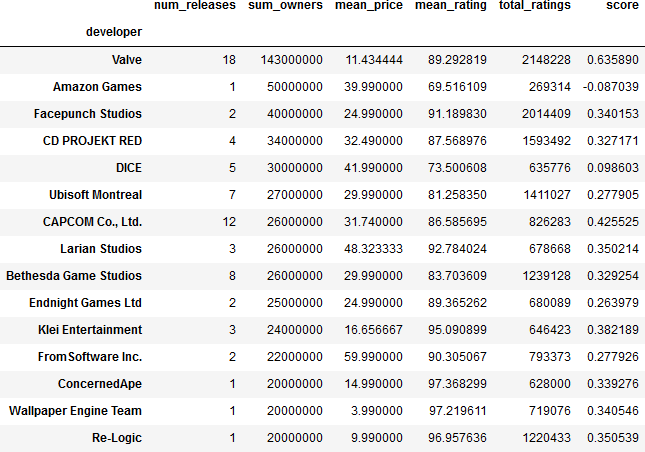 num_releases sum_owners mean_price mean_rating total_ratings score
developer
Valve 18 143000000 11.434444 89.292819 2148228 0.635890
Amazon Games 1 50000000 39.990000 69.516109 269314 -0.087039
Facepunch Studios 2 40000000 24.990000 91.189830 2014409 0.340153
CD PROJEKT RED 4 34000000 32.490000 87.568976 1593492 0.327171
DICE 5 30000000 41.990000 73.500608 635776 0.098603
Ubisoft Montreal 7 27000000 29.990000 81.258350 1411027 0.277905
CAPCOM Co., Ltd. 12 26000000 31.740000 86.585695 826283 0.425525
Larian Studios 3 26000000 48.323333 92.784024 678668 0.350214
Bethesda Game Studios 8 26000000 29.990000 83.703609 1239128 0.329254
Endnight Games Ltd 2 25000000 24.990000 89.365262 680089 0.263979
Klei Entertainment 3 24000000 16.656667 95.090899 646423 0.382189
FromSoftware Inc. 2 22000000 59.990000 90.305067 793373 0.277926
ConcernedApe 1 20000000 14.990000 97.368299 628000 0.339276
Wallpaper Engine Team 1 20000000 3.990000 97.219611 719076 0.340546
Re-Logic 1 20000000 9.990000 96.957636 1220433 0.350539